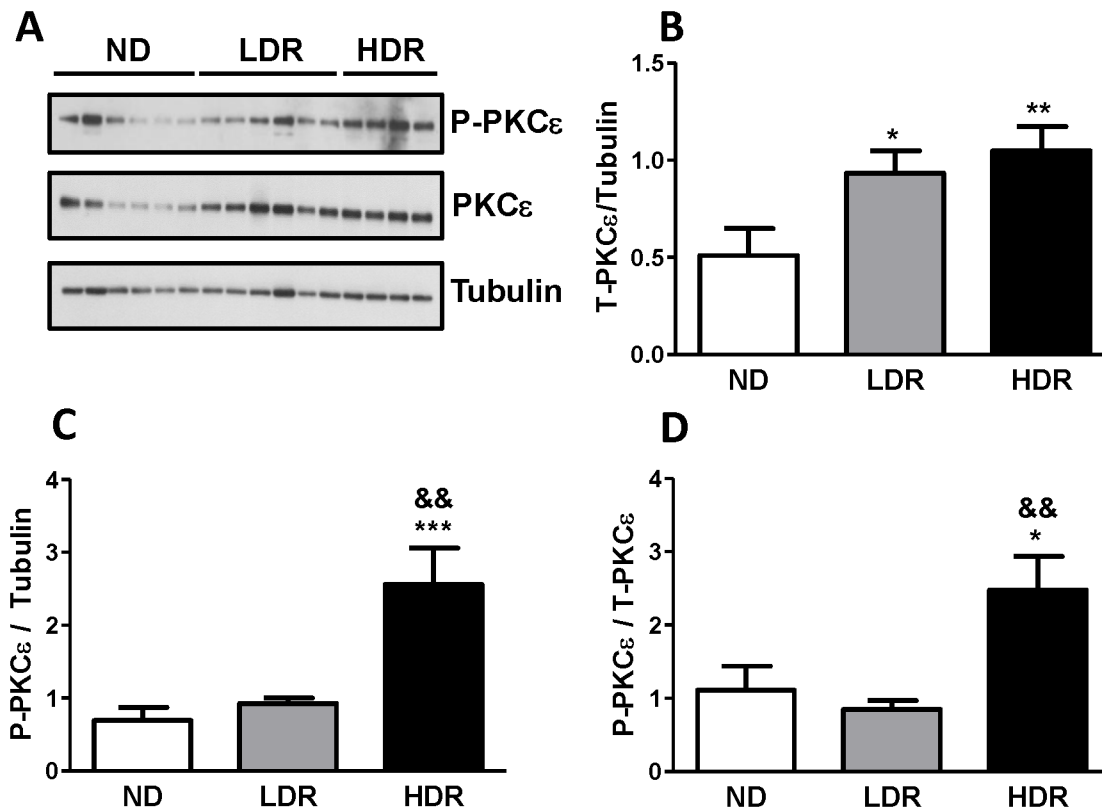 A
ND LDR HDR
P-PKCε
PKCε
Tubulin
B
T-PKCε/Tubulin
1.5
1.0
0.5
0.0
*
**
ND LDR HDR
C
P-PKCε / Tubulin
4
3
2
1
0
&&
***
ND LDR HDR
D
P-PKCε / T-PKCε
4
3
2
1
0
&&
*
ND LDR HDR